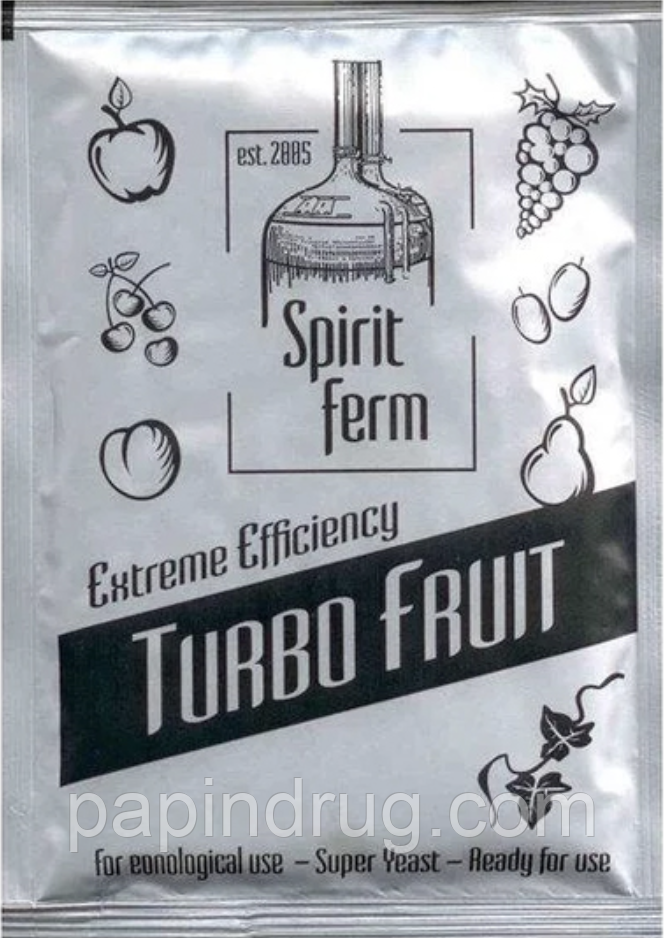 est. 2005
Spirit
ferm
Extreme Efficiency
TURBO FRUIT
papindrug.com
for eonological use – Super Yeast – Ready for use